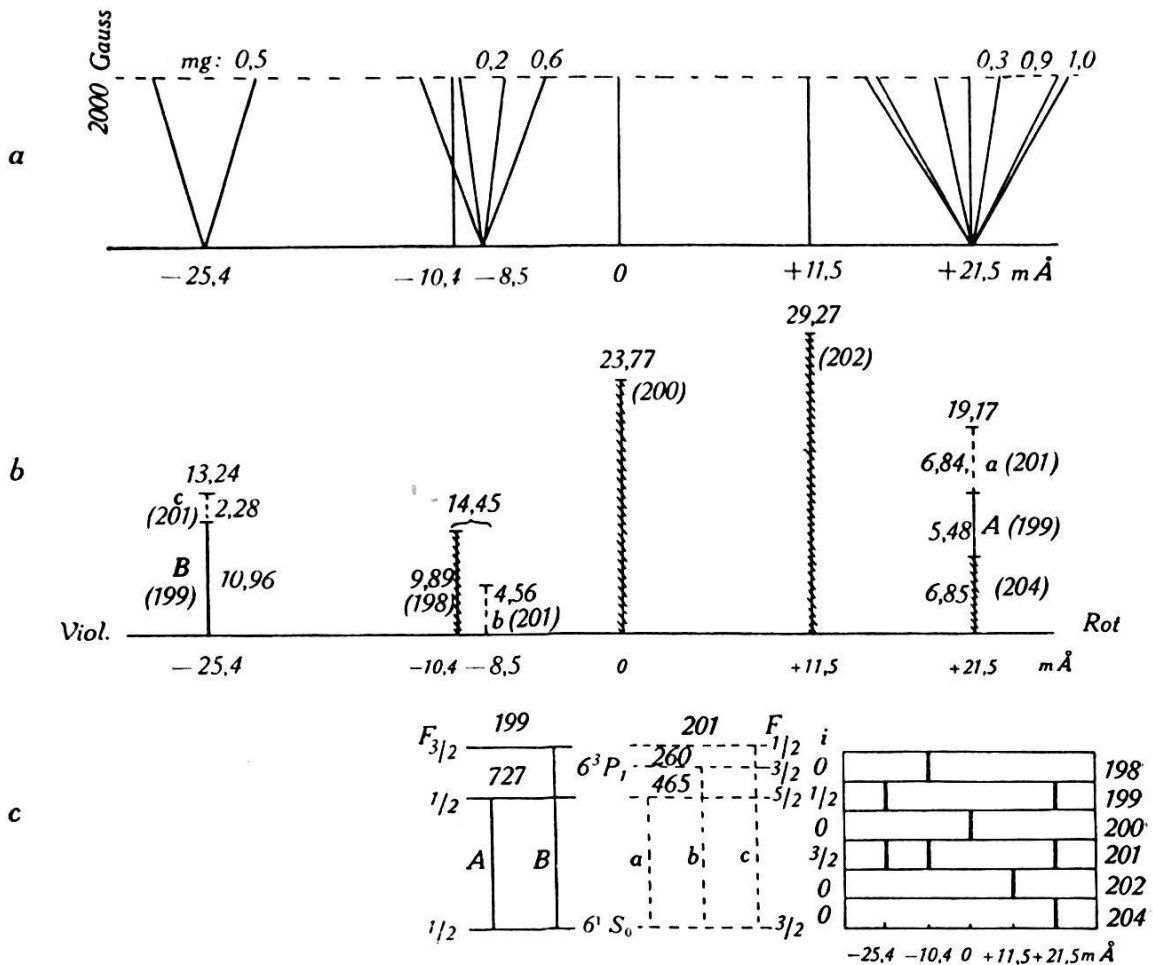 2000 Gauss
mg: 0,5 0,2 0,6 0,3 0,9 1,0
a
—25,4 —10,4 —8,5 0 +11,5 +21,5 m Å
29,27
(202)
23,77
(200)
19,17
6,84, a (201)
b
13,24
c
(201) 2,28
14,45
5,48 A (199)
B
(199) 10,96
9,89
(198)
4,56
b (201)
6,85 (204)
Viol. Rot
—25,4 -10,4 —8,5 0 +11,5 +21,5 m Å
199 201 F i
F 3/2 1/2 0 198
6³P₁ 260 3/2
727 465 5/2 1/2 199
1/2
0 200
c
A B a b c 3/2 201
0 202
1/2 6¹ S₀ 3/2 0 204
—25,4 —10,4 0 +11,5 +21,5 m Å